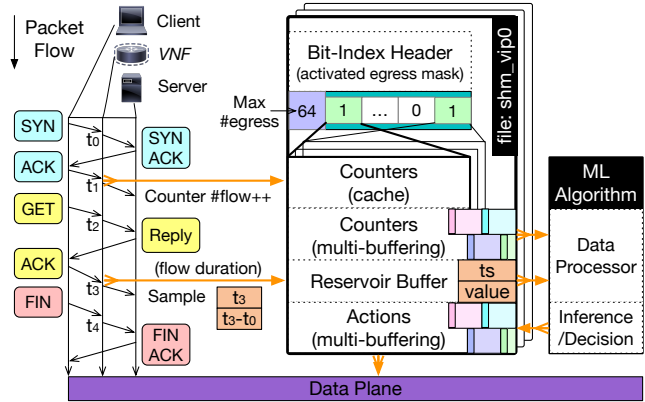 Packet
Flow
Client
VNF
Server
SYN
t0
SYN
ACK
ACK
t1
Counter #flow++
GET
t2
Reply
ACK
(flow duration)
t3
Sample
t3
t3-t0
FIN
t4
FIN
ACK
Bit-Index Header
(activated egress mask)
Max
#egress
64
1
...
0
1
file: shm_vip0
Counters
(cache)
Counters
(multi-buffering)
Reservoir Buffer
ts
value
Actions
(multi-buffering)
ML
Algorithm
Data
Processor
Inference
/Decision
Data Plane